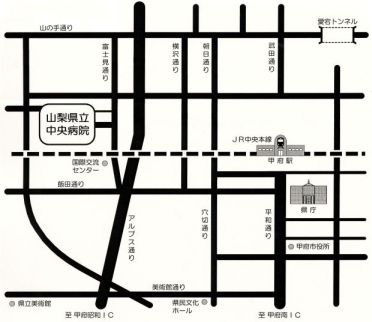 愛宕トンネル
山の手通り
富士見通り
横沢通り
朝日通り
武田通り
山梨県立
中央病院
JR中央本線
甲府駅
国際交流
センター
飯田通り
県庁
アルプス通り
穴切通り
平和通り
甲府市役所
美術館通り
県立美術館
県民文化
ホール
至 甲府昭和IC
至 甲府南IC